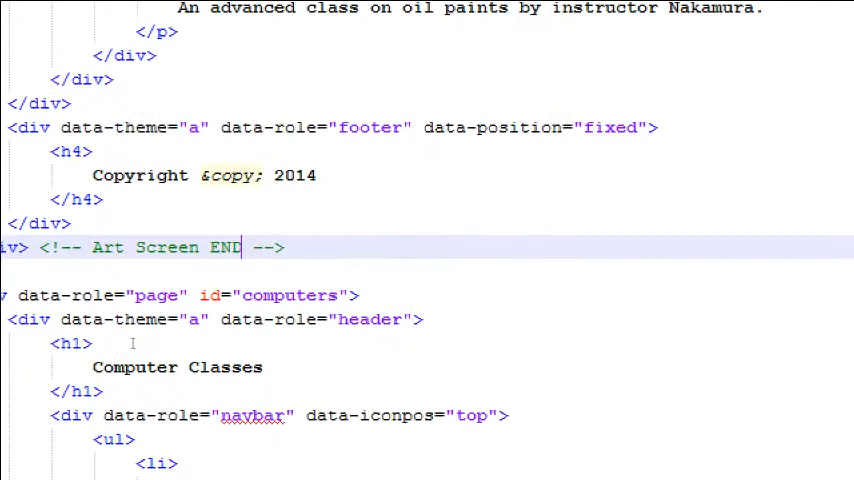 An advanced class on oil paints by instructor Nakamura.
</p>
</div>
</div>
</div>
<div data-theme="a" data-role="footer" data-position="fixed">
<h4>
Copyright &copy; 2014
</h4>
</div>
iv> <!-- Art Screen END -->
data-role="page" id="computers">
<div data-theme="a" data-role="header">
<h1>
Computer Classes
</h1>
<div data-role="navbar" data-iconpos="top">
<ul>
<li>